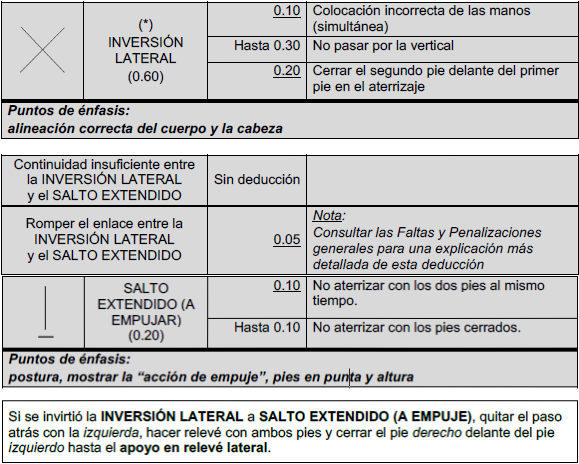 (*)
INVERSIÓN
LATERAL
(0.60)
0.10 Colocación incorrecta de las manos
(simultánea)
Hasta 0.30 No pasar por la vertical
0.20 Cerrar el segundo pie delante del primer
pie en el aterrizaje
Puntos de énfasis:
alineación correcta del cuerpo y la cabeza
Continuidad insuficiente entre
la INVERSIÓN LATERAL
y el SALTO EXTENDIDO
Sin deducción
Romper el enlace entre la
INVERSIÓN LATERAL
y el SALTO EXTENDIDO
0.05
Nota:
Consultar las Faltas y Penalizaciones
generales para una explicación más
detallada de esta deducción
SALTO
EXTENDIDO (A
EMPUJAR)
(0.20)
0.10 No aterrizar con los dos pies al mismo
tiempo.
Hasta 0.10 No aterrizar con los pies cerrados.
Puntos de énfasis:
postura, mostrar la “acción de empuje”, pies en punta y altura
Si se invirtió la INVERSIÓN LATERAL a SALTO EXTENDIDO (A EMPUJE), quitar el paso
atrás con la izquierda, hacer relevé con ambos pies y cerrar el pie derecho delante del pie
izquierdo hasta el apoyo en relevé lateral.